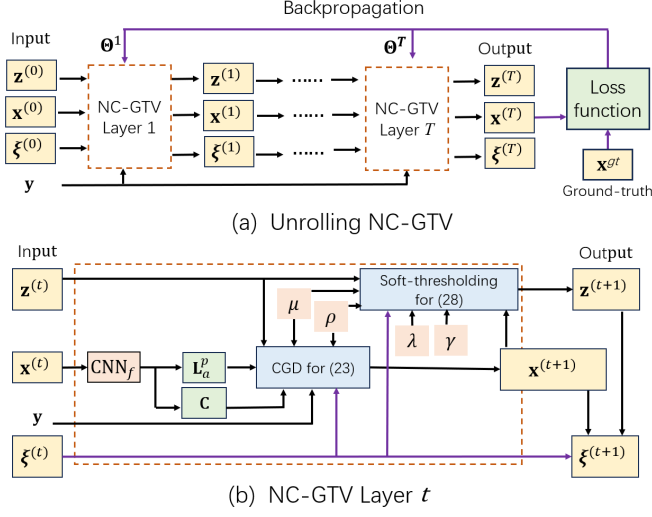 Backpropagation
Input
Θ¹
Θᵀ
Output
z⁽⁰⁾
z⁽¹⁾
......
z⁽ᵀ⁾
x⁽⁰⁾
NC-GTV
Layer 1
x⁽¹⁾
......
NC-GTV
Layer T
x⁽ᵀ⁾
Loss
function
ξ⁽⁰⁾
ξ⁽¹⁾
......
ξ⁽ᵀ⁾
x^{gt}
y
Ground-truth
(a) Unrolling NC-GTV
Input
Output
z⁽ᵗ⁾
Soft-thresholding
for (28)
z⁽ᵗ⁺¹⁾
μ
ρ
λ
γ
x⁽ᵗ⁾
CNN_f
L_a^p
CGD for (23)
x⁽ᵗ⁺¹⁾
C
y
ξ⁽ᵗ⁾
ξ⁽ᵗ⁺¹⁾
(b) NC-GTV Layer t